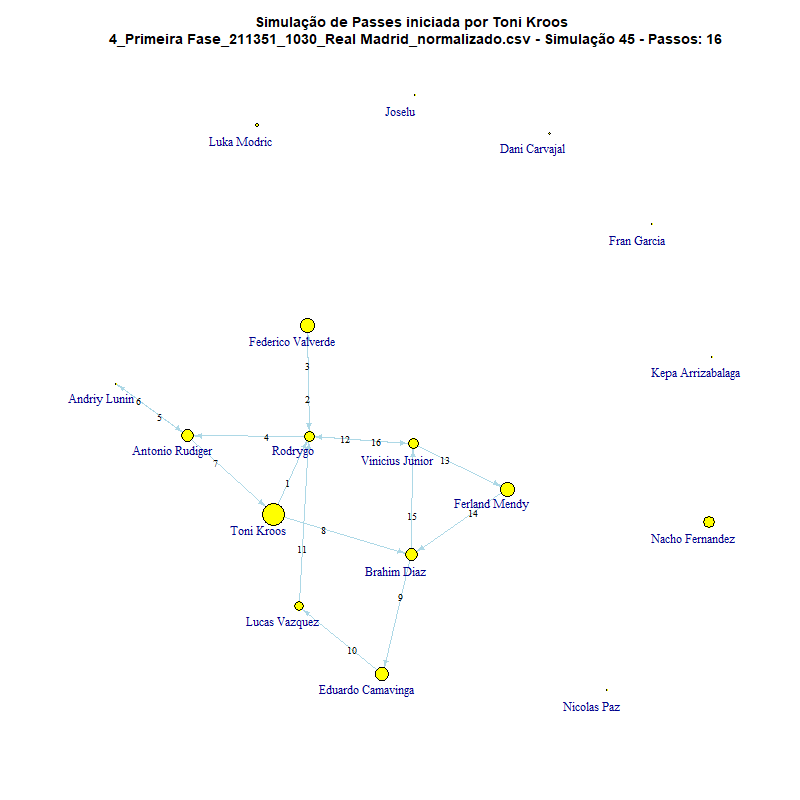 Simulação de Passes iniciada por Toni Kroos
4_Primeira Fase_211351_1030_Real Madrid_normalizado.csv - Simulação 45 - Passos: 16
Joselu
Luka Modric
Dani Carvajal
Fran Garcia
Federico Valverde
3
Kepa Arrizabalaga
Andriy Lunin
6
2
5
4
12
16
Antonio Rudiger
Rodrygo
Vinicius Junior
13
7
1
Ferland Mendy
14
15
Toni Kroos
8
Nacho Fernandez
11
Brahim Diaz
9
Lucas Vazquez
10
Eduardo Camavinga
Nicolas Paz